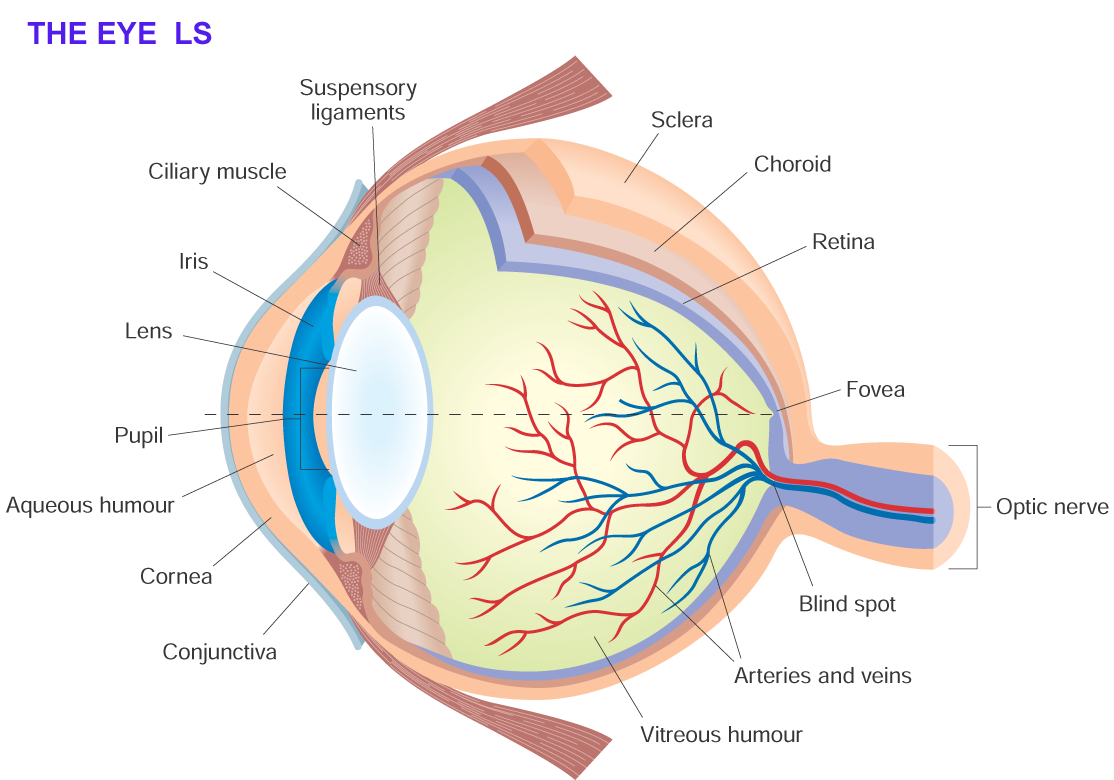 THE EYE  LS
Suspensory
ligaments
Sclera
Ciliary muscle
Choroid
Retina
Iris
Lens
Fovea
Pupil
Aqueous humour
Optic nerve
Cornea
Blind spot
Conjunctiva
Arteries and veins
Vitreous humour